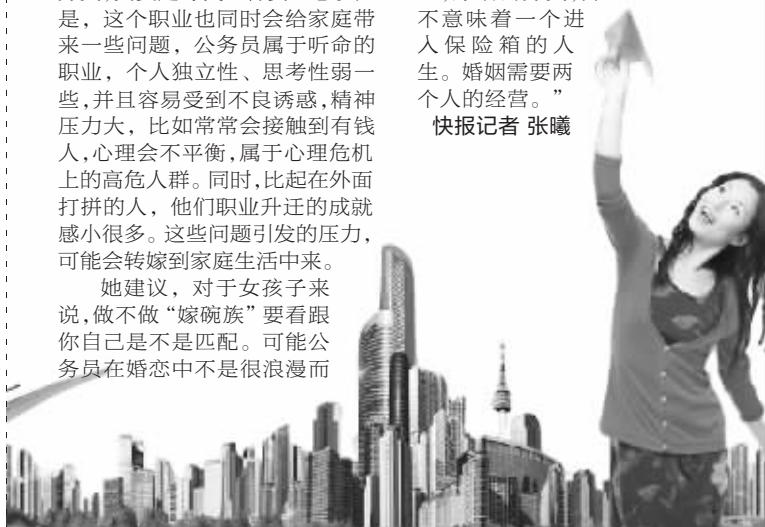 是，这个职业也同时会给家庭带
来一些问题，公务员属于听命的
职业，个人独立性、思考性弱一
些，并且容易受到不良诱惑，精神
压力大，比如常常会接触到有钱
人，心理会不平衡，属于心理危机
上的高危人群。同时，比起在外面
打拼的人，他们职业升迁的成就
感小很多。这些问题引发的压力，
可能会转嫁到家庭生活中来。
她建议，对于女孩子来
说，做不做“嫁碗族”要看跟
你自己是不是匹配。可能公
务员在婚恋中不是很浪漫而
不意味着一个进
入保险箱的人
生。婚姻需要两
个人的经营。”
快报记者 张曦